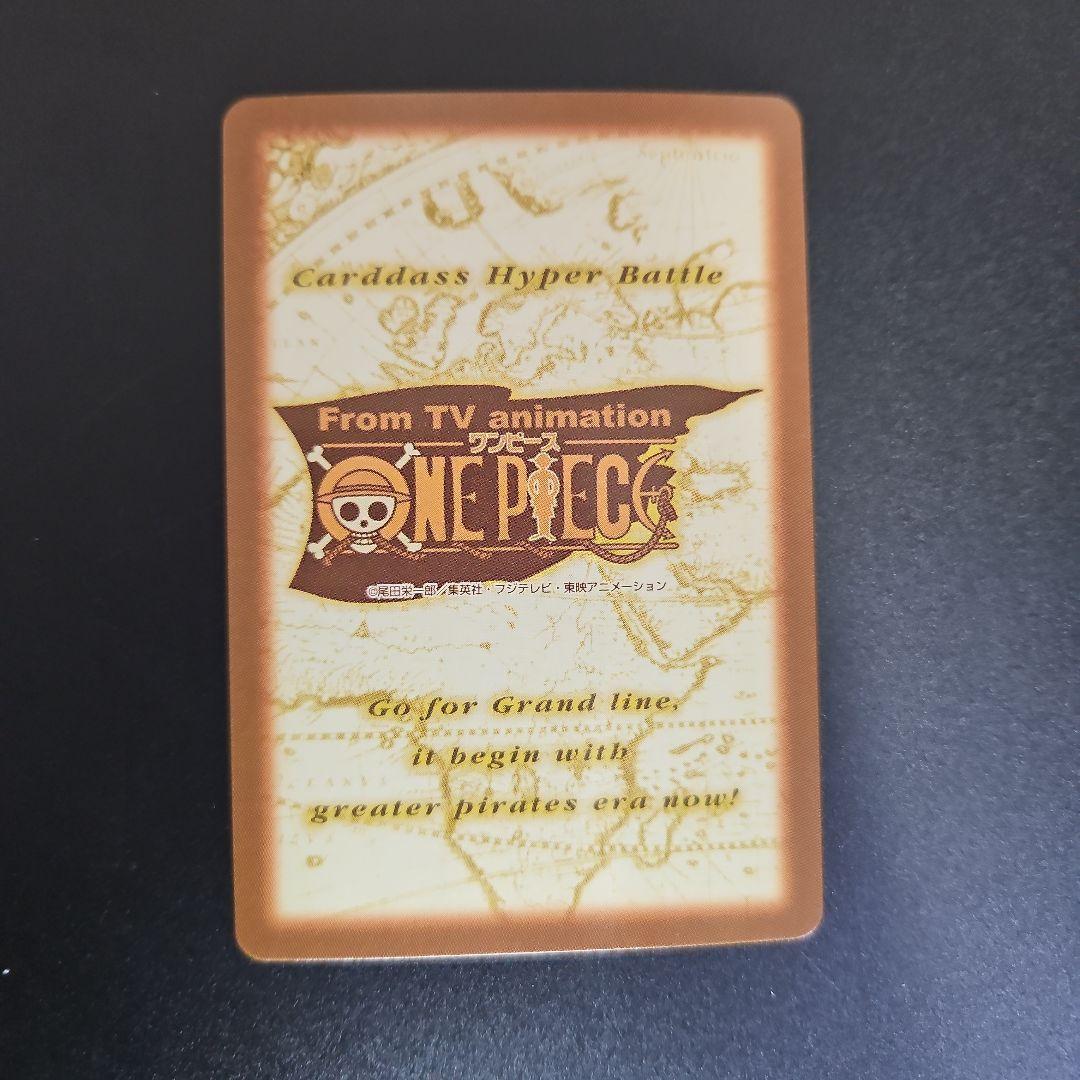 Septentrio
Carddass Hyper Battle
From TV animation
ワンピース
ONE PIECE
©尾田栄一郎/集英社・フジテレビ・東映アニメーション
Go for Grand line,
it begin with
greater pirates era now!